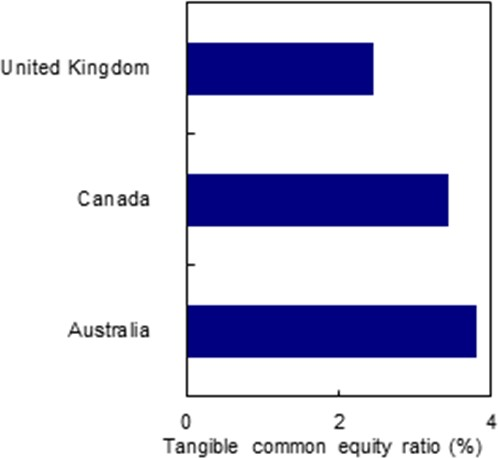 United Kingdom
Canada
Australia
0 2 4
Tangible common equity ratio (%)